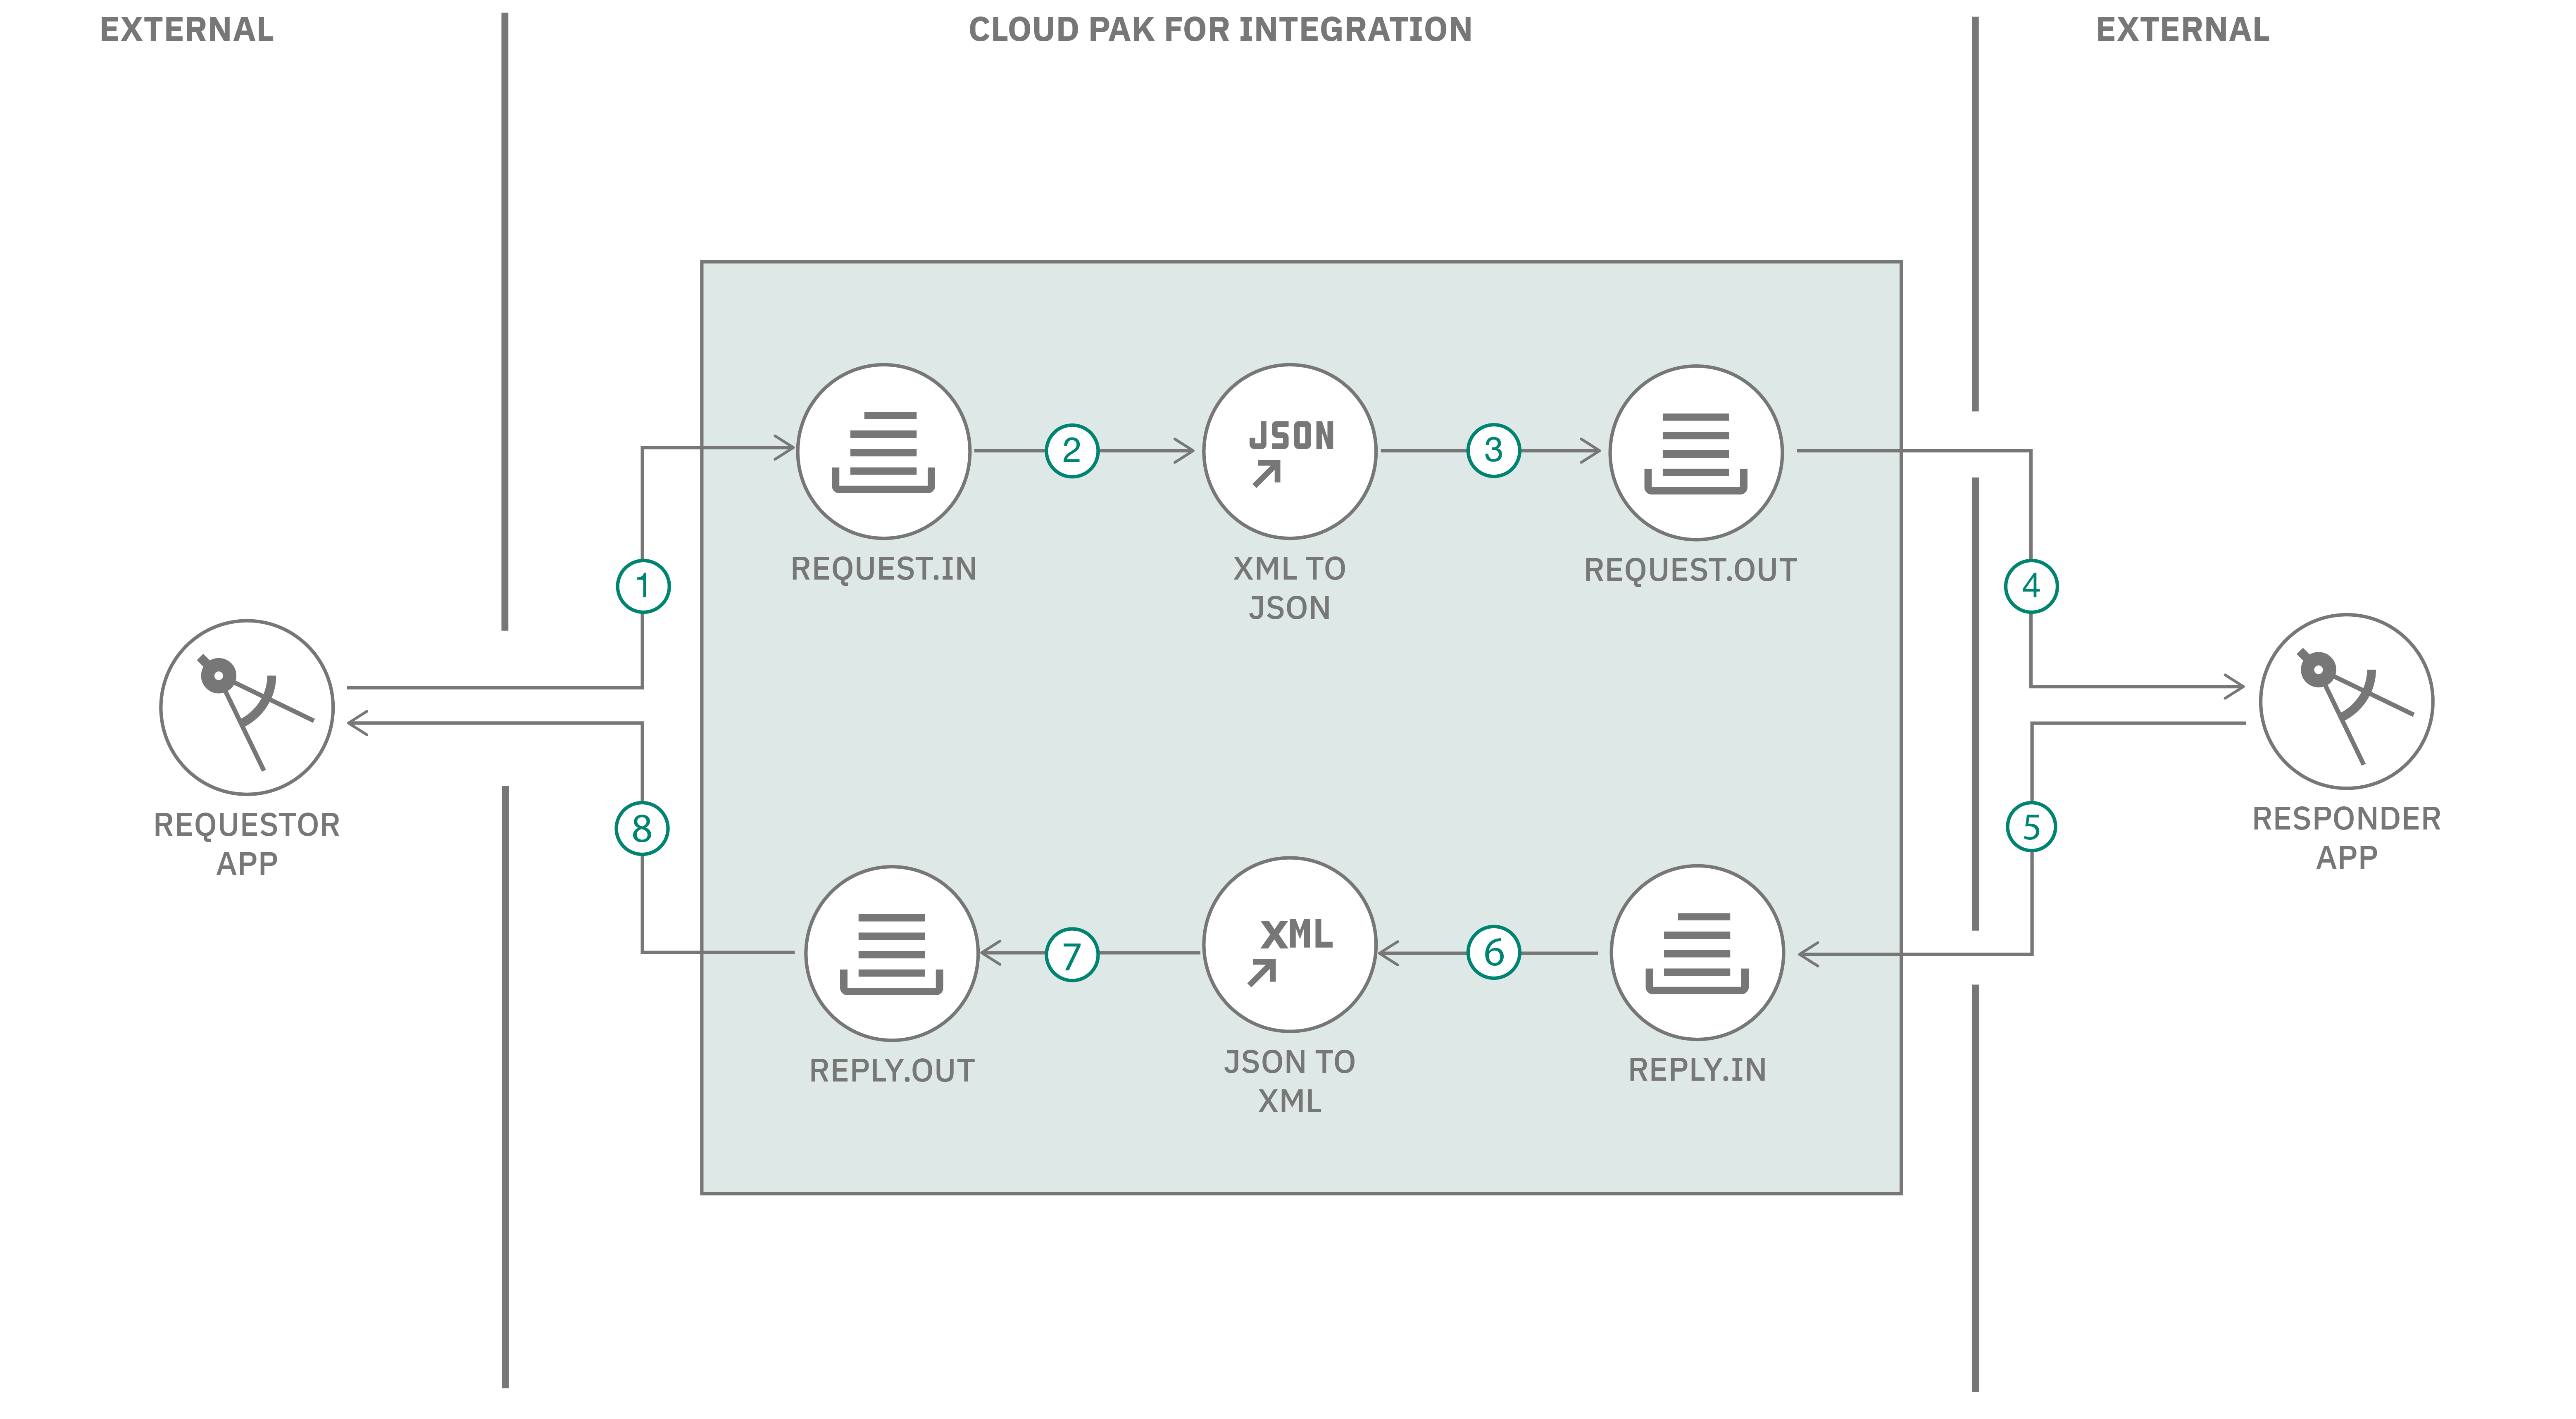 EXTERNAL
CLOUD PAK FOR INTEGRATION
EXTERNAL
JSON
2
3
REQUEST.IN
XML TO
JSON
REQUEST.OUT
1
4
REQUESTOR
APP
RESPONDER
APP
8
5
XML
7
6
REPLY.OUT
JSON TO
XML
REPLY.IN